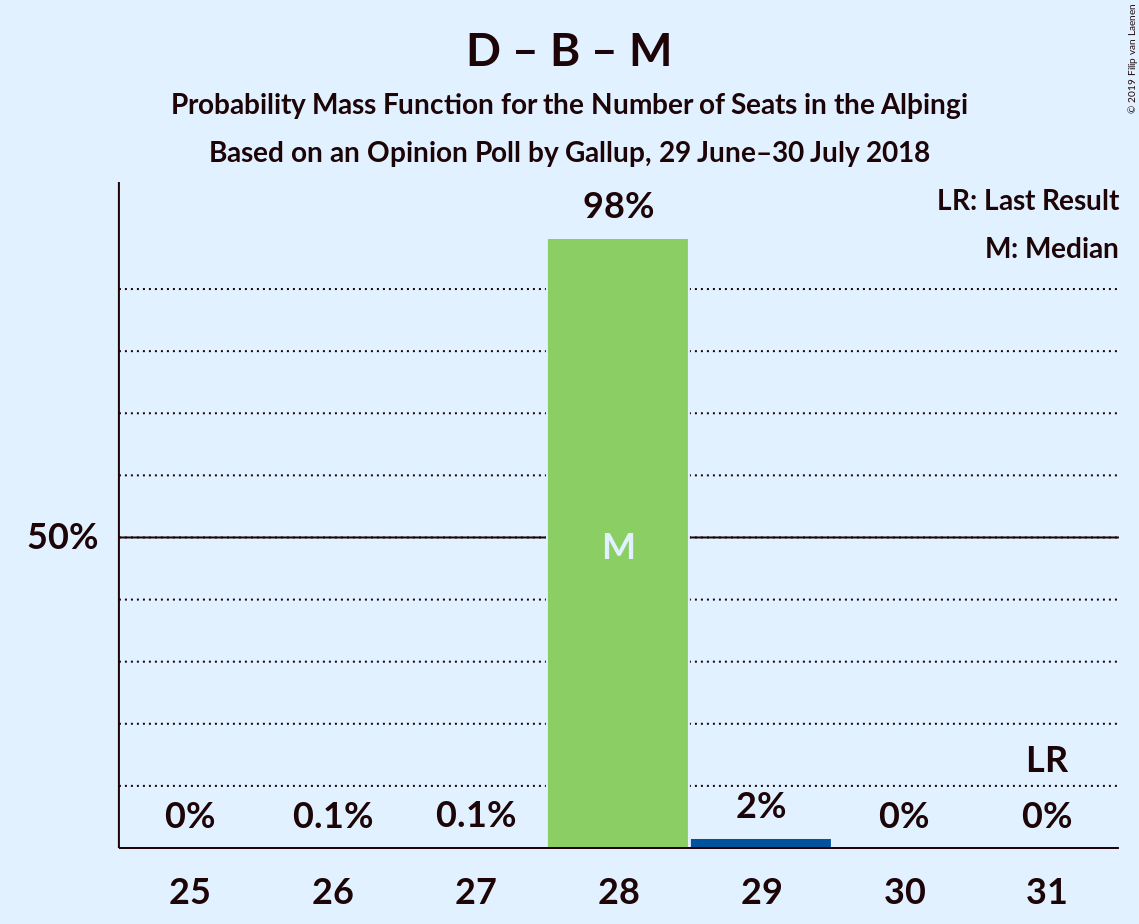 D – B – M
Probability Mass Function for the Number of Seats in the Alþingi
Based on an Opinion Poll by Gallup, 29 June–30 July 2018
© 2019 Filip van Laenen
LR: Last Result
M: Median
98%
50%
M
LR
0%
0.1%
0.1%
2%
0%
0%
25
26
27
28
29
30
31